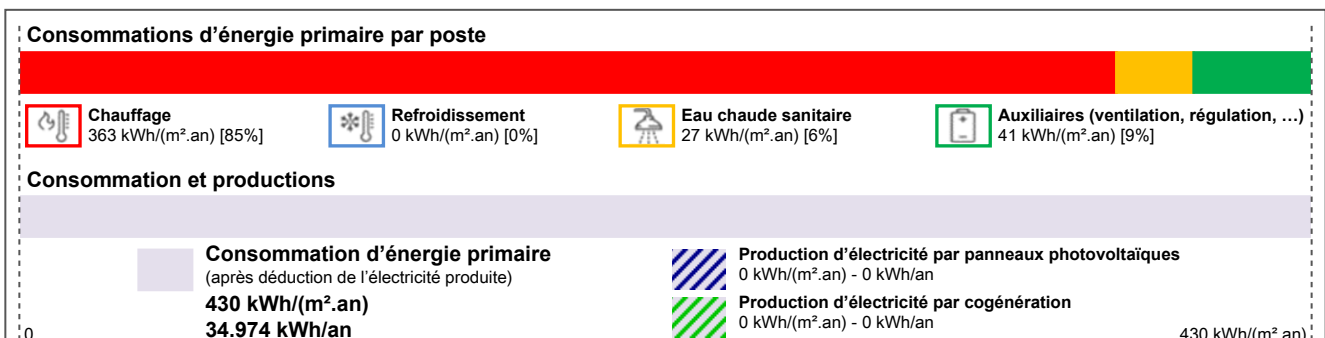 Consommations d’énergie primaire par poste
Chauffage
363 kWh/(m².an) [85%]
Refroidissement
0 kWh/(m².an) [0%]
Eau chaude sanitaire
27 kWh/(m².an) [6%]
Auxiliaires (ventilation, régulation, …)
41 kWh/(m².an) [9%]
Consommation et productions
Consommation d’énergie primaire
(après déduction de l’électricité produite)
430 kWh/(m².an)
34.974 kWh/an
Production d’électricité par panneaux photovoltaïques
0 kWh/(m².an) - 0 kWh/an
Production d’électricité par cogénération
0 kWh/(m².an) - 0 kWh/an
0
430 kWh/(m².an)